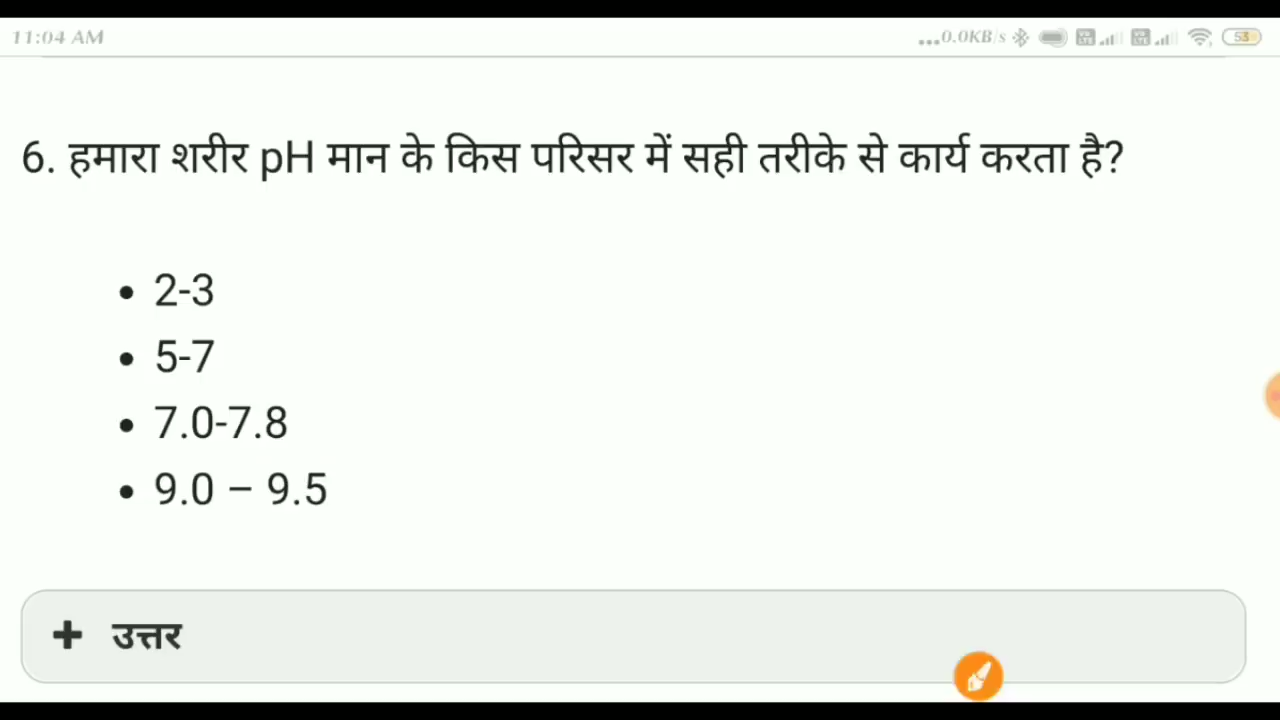 11:04 AM
...0.0KB/s
53
6. हमारा शरीर pH मान के किस परिसर में सही तरीके से कार्य करता है?
• 2-3
• 5-7
• 7.0-7.8
• 9.0 – 9.5
+ उत्तर